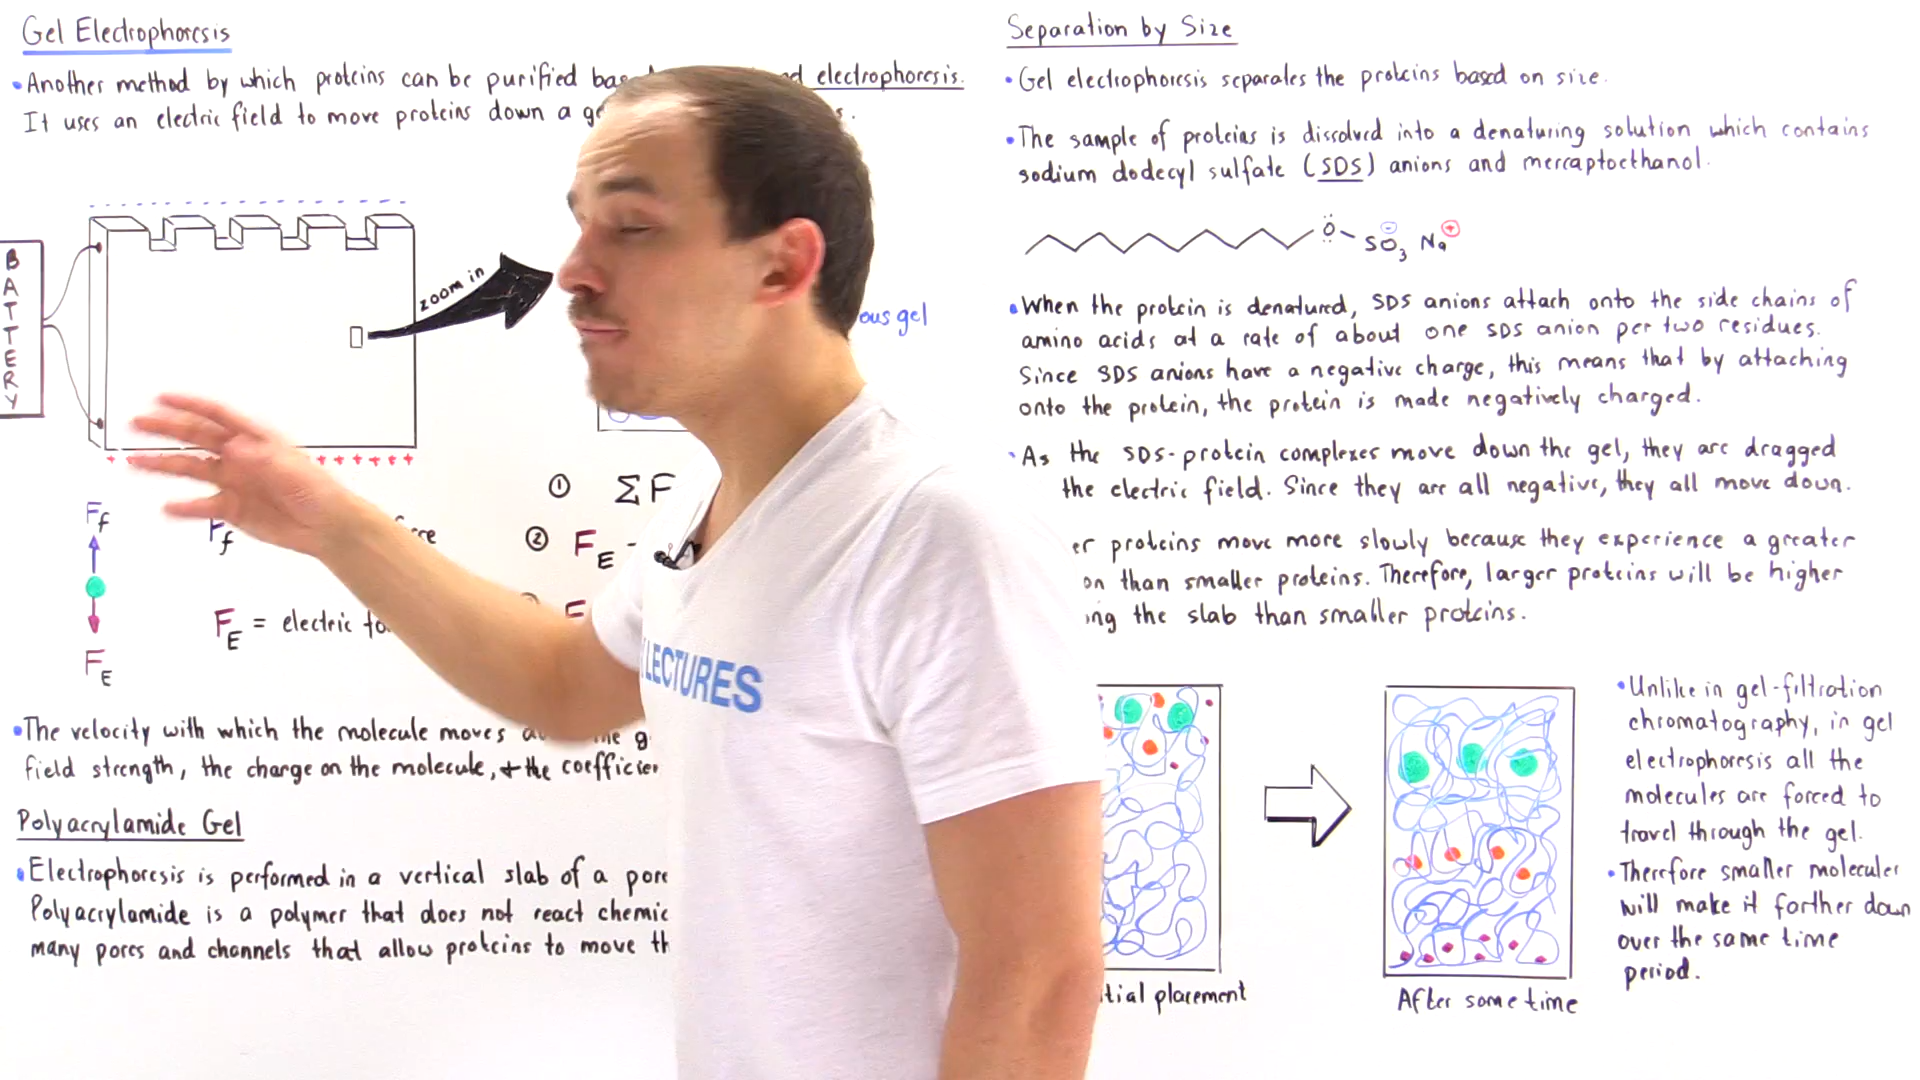 Gel Electrophoresis
•Another method by which proteins can be purified electrophoresis.
It uses an electric field to move proteins down a
BATTERY
zoom in
ous gel
+ + + + + + + + +
Ff
FE
Ff
FE = electric
① ΣF
② FE -
•The velocity with which the molecule moves
field strength, the charge on the molecule, + the
Polyacrylamide Gel
•Electrophoresis is performed in a vertical slab of a
Polyacrylamide is a polymer that does not react
many pores and channels that allow proteins to move
Separation by Size
•Gel electrophoresis separates the proteins based on size.
•The sample of proteins is dissolved into a denaturing solution which contains
sodium dodecyl sulfate (SDS) anions and mercaptoethanol.
O SO3 - Na +
•When the protein is denatured, SDS anions attach onto the side chains of
amino acids at a rate of about one SDS anion per two residues.
Since SDS anions have a negative charge, this means that by attaching
onto the protein, the protein is made negatively charged.
•As the SDS-protein complexes move down the gel, they are dragged
the electric field. Since they are all negative, they all move down.
er proteins move more slowly because they experience a greater
on than smaller proteins. Therefore, larger proteins will be higher
the slab than smaller proteins.
tial placement
After some time
•Unlike in gel-filtration
chromatography, in gel
electrophoresis all the
molecules are forced to
travel through the gel.
•Therefore smaller molecules
will make it farther down
over the same time
period.
LECTURES